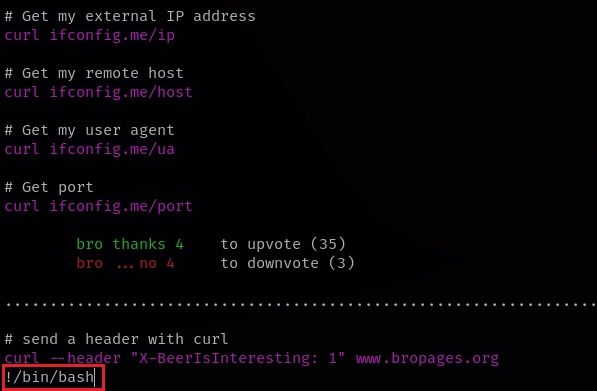 # Get my external IP address
curl ifconfig.me/ip
# Get my remote host
curl ifconfig.me/host
# Get my user agent
curl ifconfig.me/ua
# Get port
curl ifconfig.me/port
bro thanks 4 to upvote (35)
bro ...no 4 to downvote (3)
..................................................................
# send a header with curl
curl --header "X-BeerIsInteresting: 1" www.bropages.org
!/bin/bash